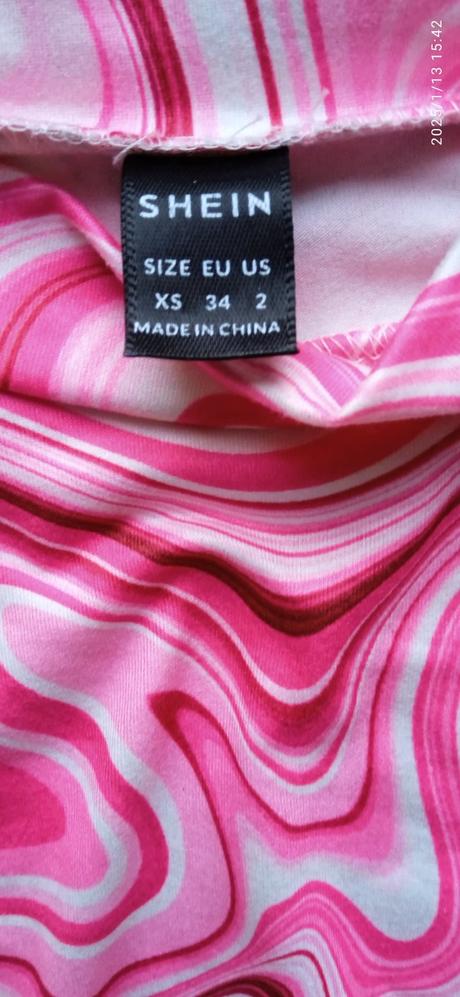 SHEIN
SIZE EU US
XS 34 2
MADE IN CHINA